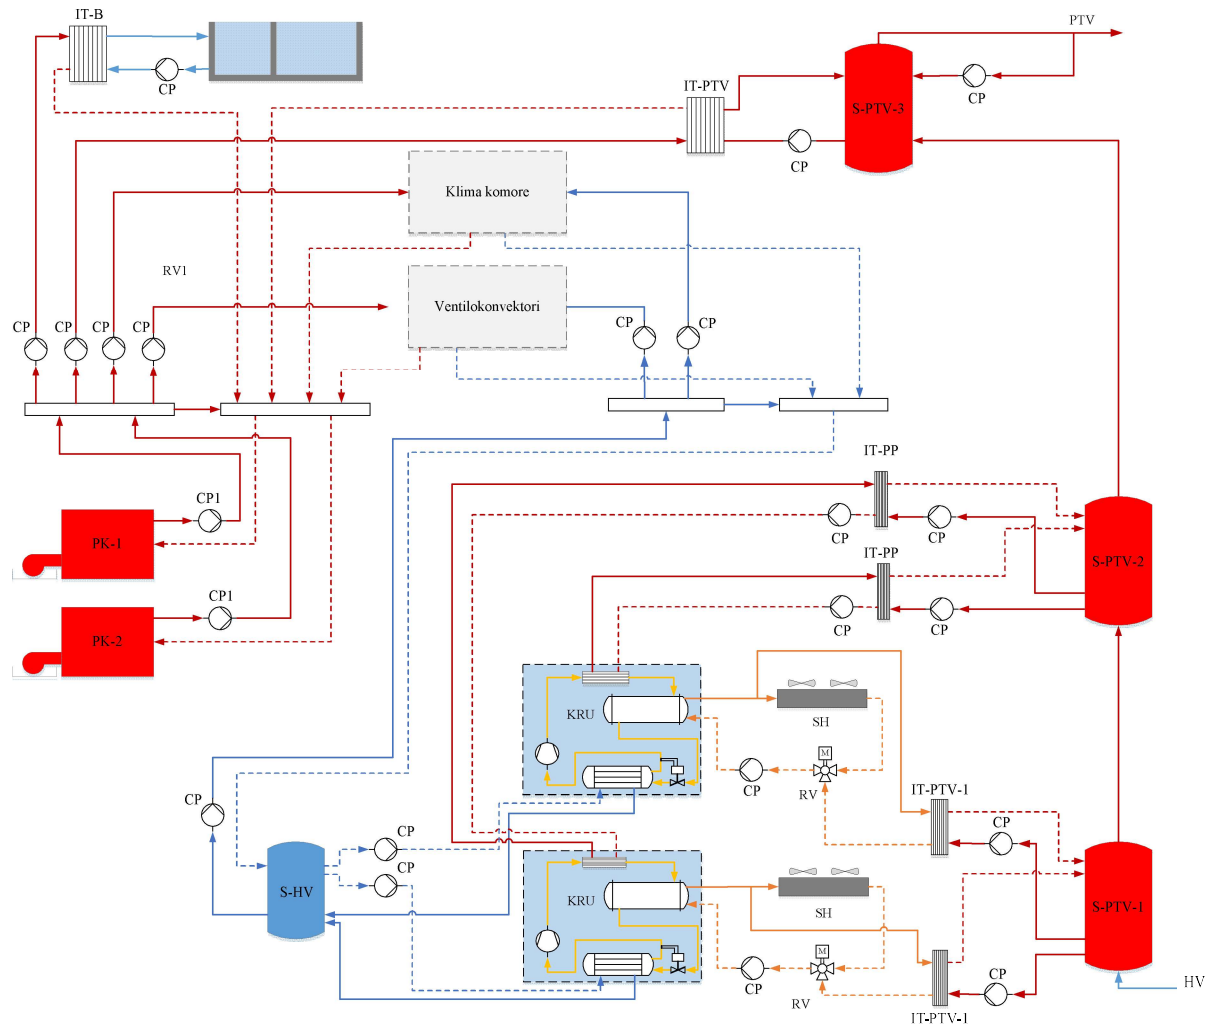 IT-B
PTV
CP
IT-PTV
S-PTV-3
CP
CP
Klima komore
RV1
Ventilokonvektori
CP
CP
CP
CP
CP
CP
IT-PP
CP1
PK-1
CP
CP
IT-PP
S-PTV-2
CP1
PK-2
CP
CP
KRU
SH
CP
RV
M
IT-PTV-1
CP
CP
CP
CP
S-HV
KRU
SH
S-PTV-1
M
CP
RV
CP
HV
IT-PTV-1